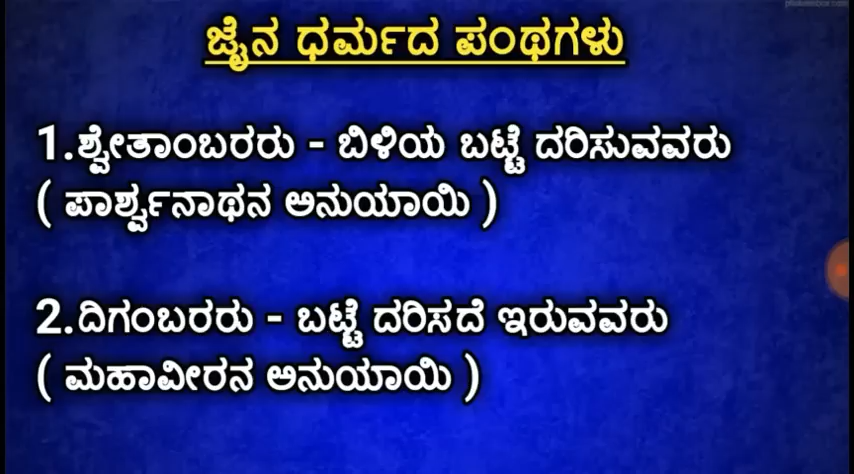 ಜೈನ ಧರ್ಮದ ಪಂಥಗಳು
1.ಶ್ವೇತಾಂಬರರು - ಬಿಳಿಯ ಬಟ್ಟೆ ದರಿಸುವವರು
( ಪಾರ್ಶ್ವನಾಥನ ಅನುಯಾಯಿ )
2.ದಿಗಂಬರರು - ಬಟ್ಟೆ ದರಿಸದೆ ಇರುವವರು
( ಮಹಾವೀರನ ಅನುಯಾಯಿ )